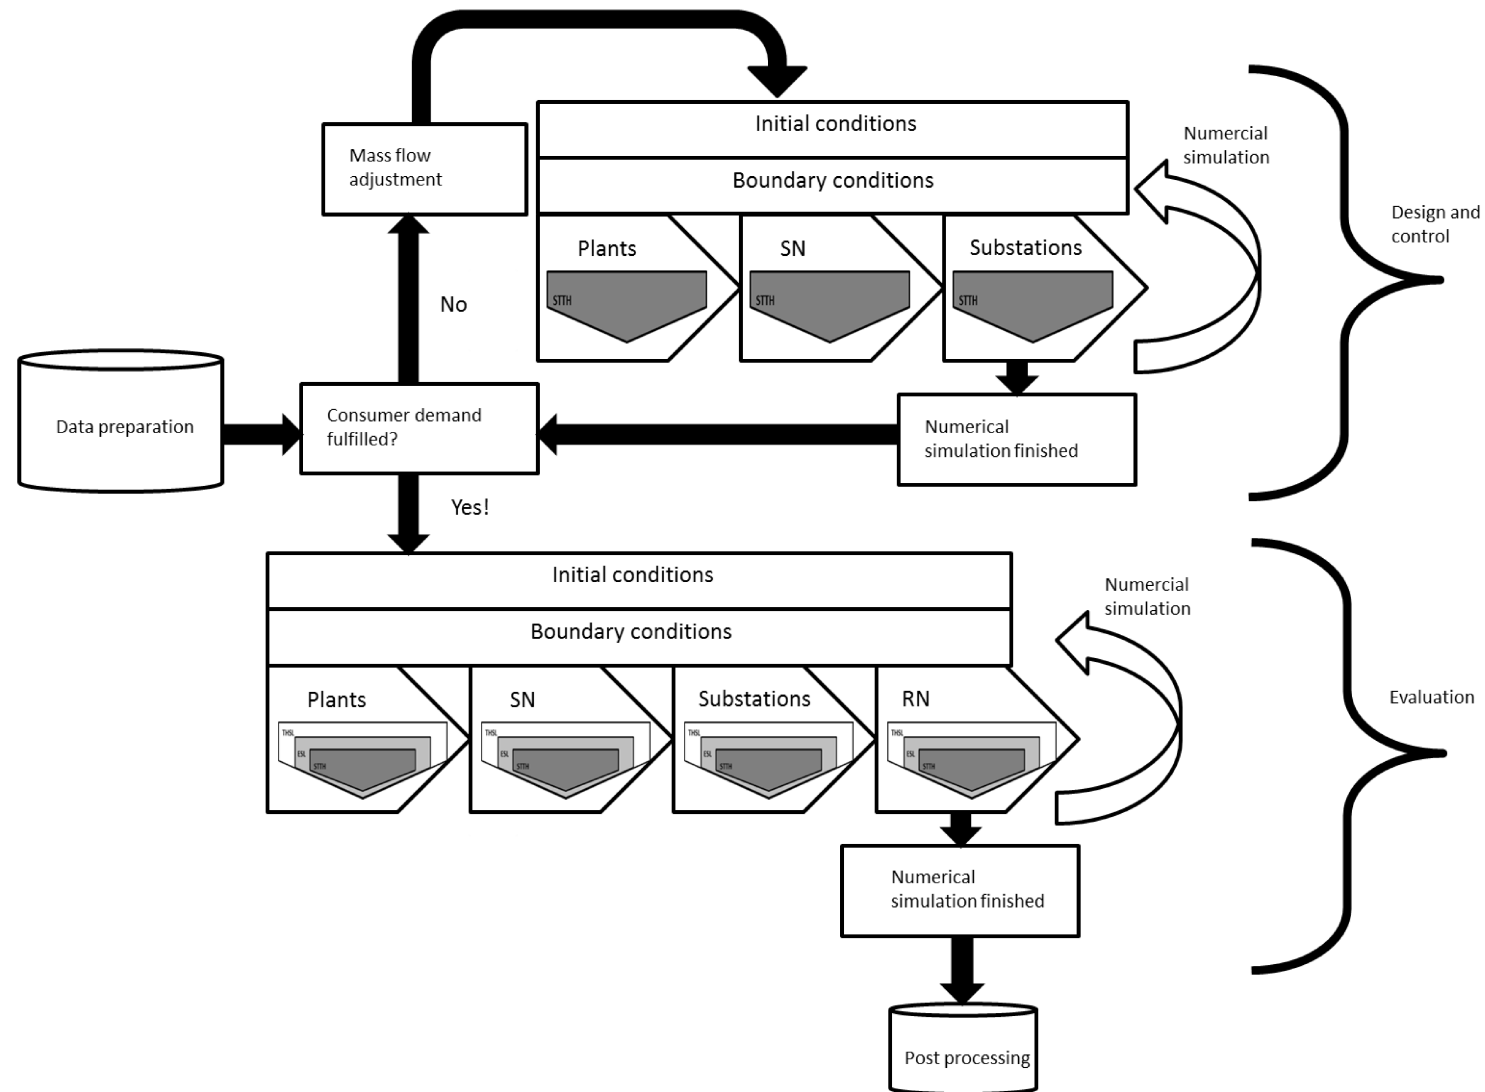 Initial conditions
Numercial
simulation
Mass flow
adjustment
Boundary conditions
Design and
control
Plants
SN
Substations
STTH
STTH
STTH
No
Data preparation
Consumer demand
fulfilled?
Numerical
simulation finished
Yes!
Initial conditions
Numercial
simulation
Boundary conditions
Evaluation
Plants
SN
Substations
RN
THSL
ESL
STTH
THSL
ESL
STTH
THSL
ESL
STTH
THSL
ESL
STTH
Numerical
simulation finished
Post processing